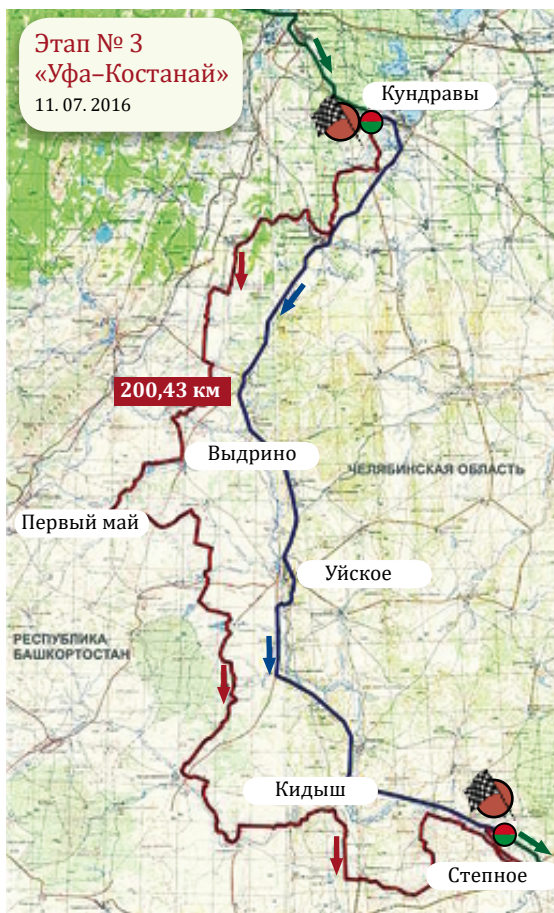 Этап № 3
«Уфа–Костанай»
11. 07. 2016
Кундравы
200,43 км
Выдрино
ЧЕЛЯБИНСКАЯ ОБЛАСТЬ
Первый май
Уйское
РЕСПУБЛИКА
БАШКОРТОСТАН
Кидыш
Степное